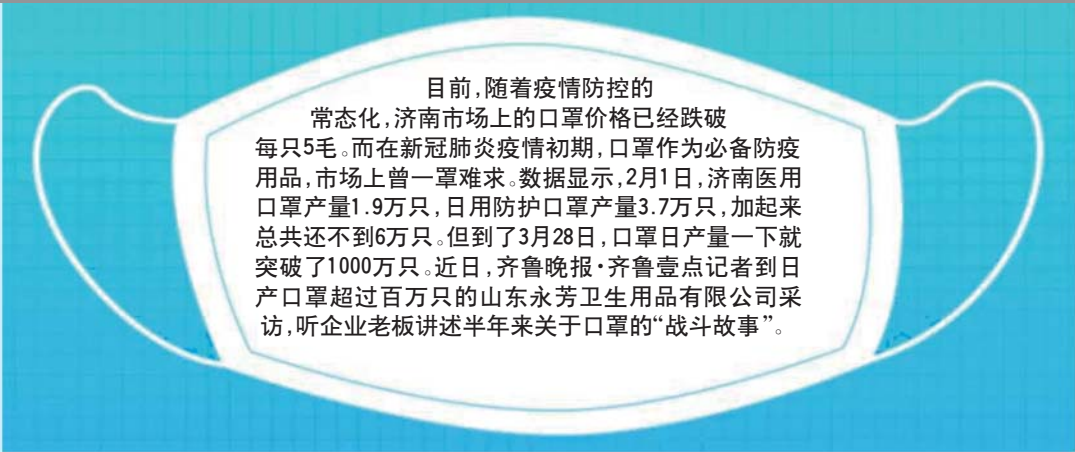 目前,随着疫情防控的
常态化,济南市场上的口罩价格已经跌破
每只5毛。而在新冠肺炎疫情初期,口罩作为必备防疫
用品,市场上曾一罩难求。数据显示,2月1日,济南医用
口罩产量1.9万只,日用防护口罩产量3.7万只,加起来
总共还不到6万只。但到了3月28日,口罩日产量一下就
突破了1000万只。近日,齐鲁晚报·齐鲁壹点记者到日
产口罩超过百万只的山东永芳卫生用品有限公司采
访,听企业老板讲述半年来关于口罩的“战斗故事”。